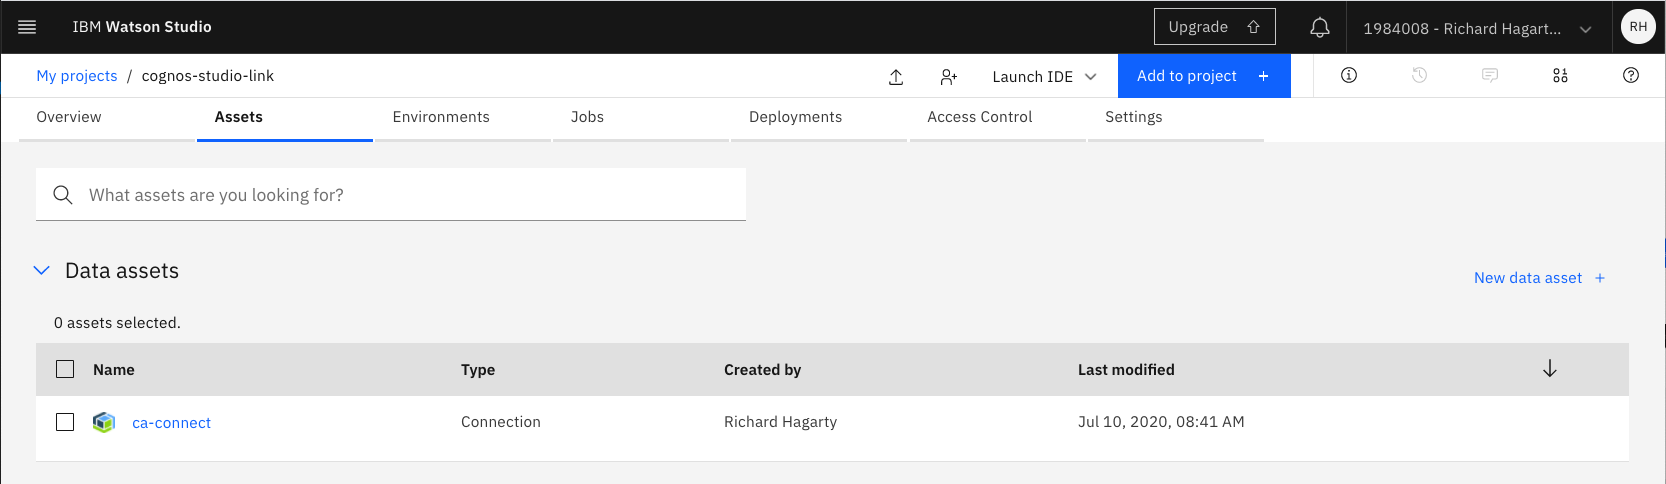 IBM Watson Studio
Upgrade
1984008 - Richard Hagart...
RH
My projects / cognos-studio-link
Launch IDE
Add to project +
Overview
Assets
Environments
Jobs
Deployments
Access Control
Settings
What assets are you looking for?
Data assets
New data asset +
0 assets selected.
Name Type Created by Last modified
ca-connect Connection Richard Hagarty Jul 10, 2020, 08:41 AM